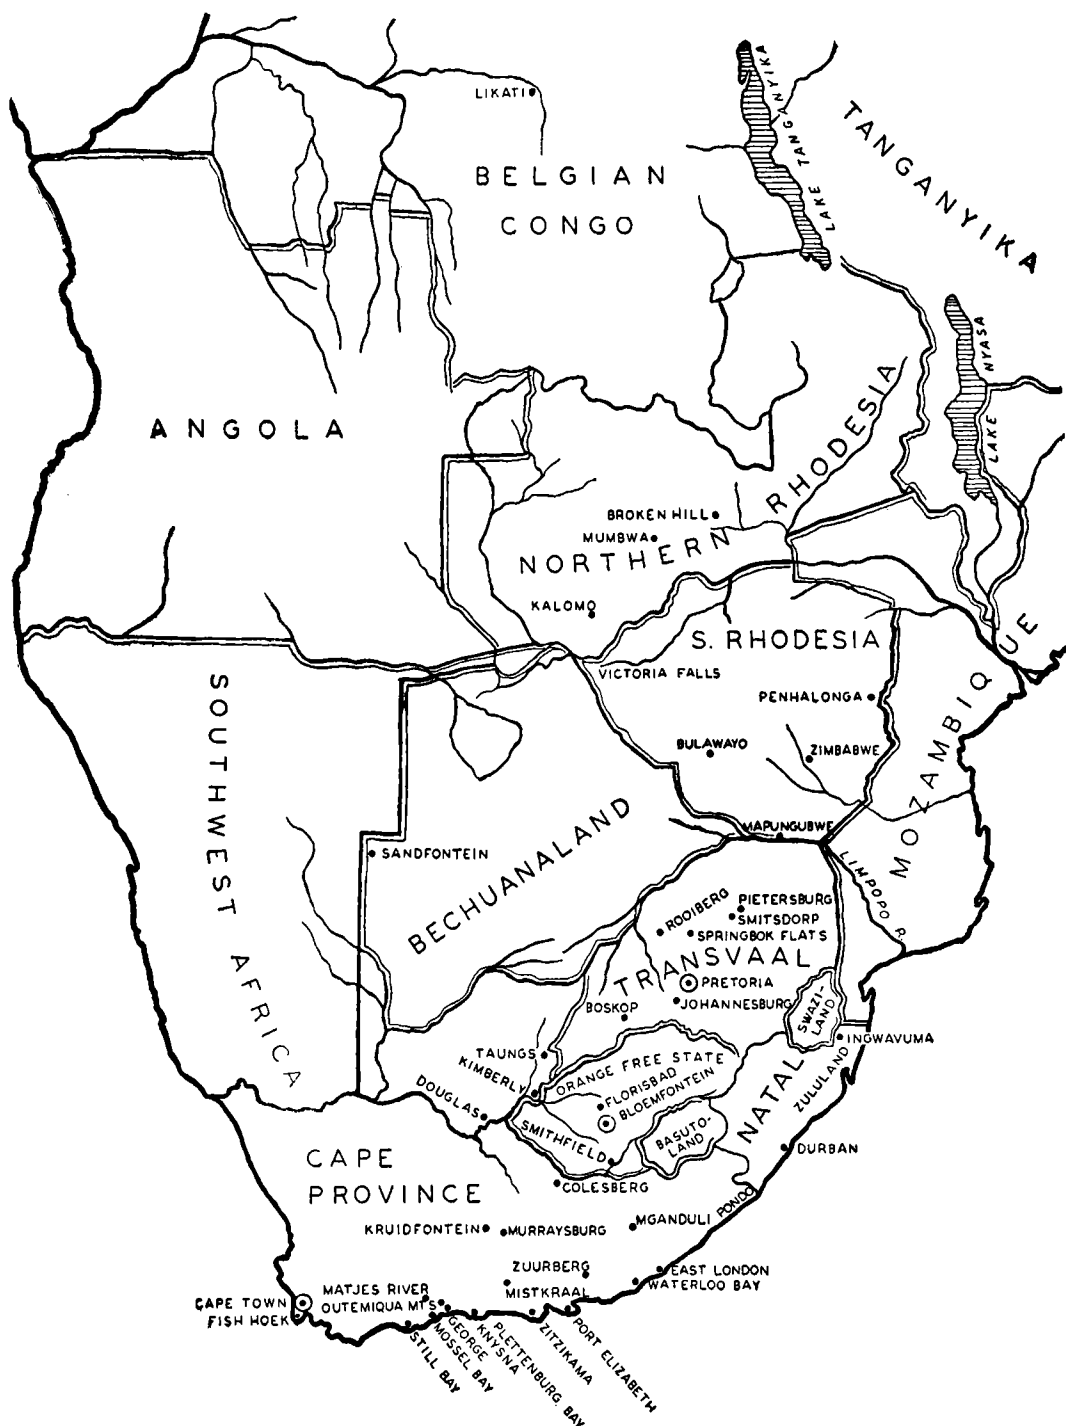 LIKATI
BELGIAN
CONGO
LAKE TANGANYIKA
TANGANYIKA
LAKE NYASA
ANGOLA
NORTHERN RHODESIA
BROKEN HILL
MUMBWA
KALOMO
S. RHODESIA
VICTORIA FALLS
PENHALONGA
BULAWAYO
ZIMBABWE
MOZAMBIQUE
SOUTHWEST AFRICA
SANDFONTEIN
BECHUANALAND
MAPUNGUBWE
LIMPOPO R.
PIETERSBURG
ROOIBERG
SMITSDORP
SPRINGBOK FLATS
TRANSVAAL
PRETORIA
BOSKOP
JOHANNESBURG
SWAZI-
LAND
INGWAVUMA
TAUNGS
KIMBERLY
ORANGE FREE STATE
FLORISBAD
BLOEMFONTEIN
DOUGLAS
SMITHFIELD
BASUTO-
LAND
NATAL
ZULULAND
DURBAN
CAPE
PROVINCE
COLESBERG
KRUIDFONTEIN
MURRAYSBURG
MGANDULI
PONDO
ZUURBERG
EAST LONDON
WATERLOO BAY
MATJES RIVER
MISTKRAAL
CAPE TOWN
OUTEMIQUA MTS
FISH HOEK
STILL BAY
MOSSEL BAY
GEORGE
KNYSNA
PLETTENBURG BAY
ZITZIKAMA
PORT ELIZABETH